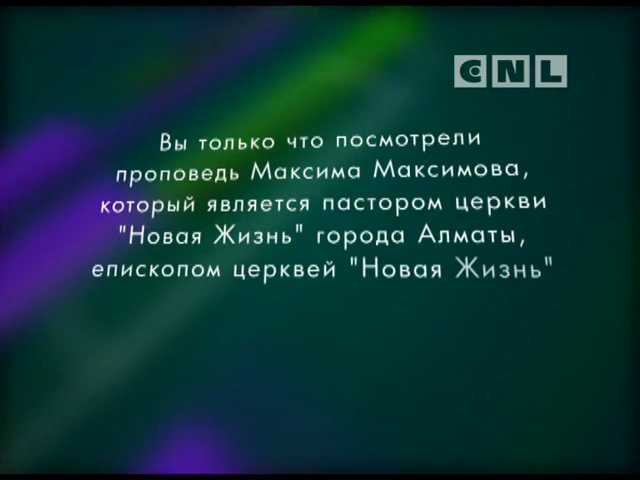 CNL
Вы только что посмотрели
проповедь Максима Максимова,
который является пастором церкви
"Новая Жизнь" города Алматы,
епископом церквей "Новая Жизнь"